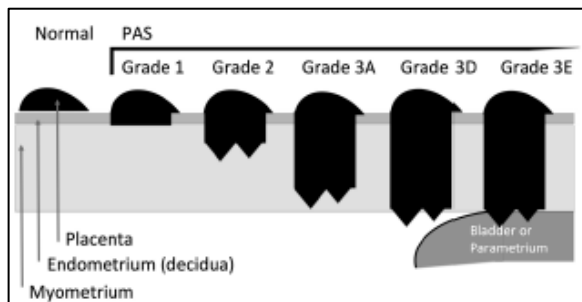 Normal PAS
Grade 1 Grade 2 Grade 3A Grade 3D Grade 3E
Placenta
Endometrium (decidua)
Myometrium
Bladder or
Parametrium